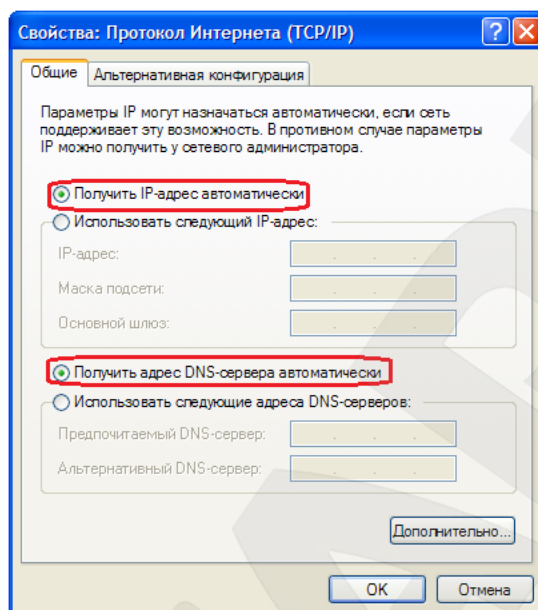 Свойства: Протокол Интернета (TCP/IP)
Общие
Альтернативная конфигурация
Параметры IP могут назначаться автоматически, если сеть
поддерживает эту возможность. В противном случае параметры
IP можно получить у сетевого администратора.
Получить IP-адрес автоматически
Использовать следующий IP-адрес:
IP-адрес:
Маска подсети:
Основной шлюз:
Получить адрес DNS-сервера автоматически
Использовать следующие адреса DNS-серверов:
Предпочитаемый DNS-сервер:
Альтернативный DNS-сервер:
Дополнительно...
OK
Отмена